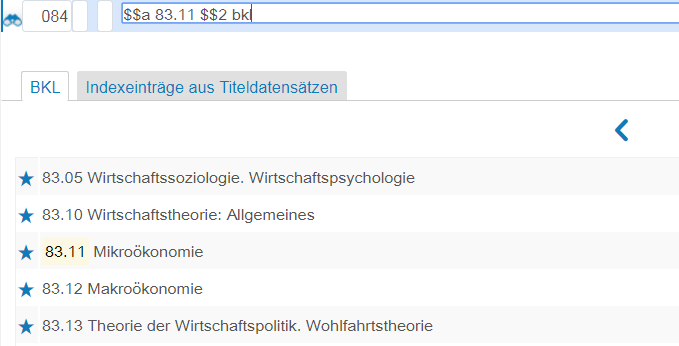 084 $$a 83.11 $$2 bkl
BKL Indexeinträge aus Titeldatensätzen
83.05 Wirtschaftssoziologie. Wirtschaftspsychologie
83.10 Wirtschaftstheorie: Allgemeines
83.11 Mikroökonomie
83.12 Makroökonomie
83.13 Theorie der Wirtschaftspolitik. Wohlfahrtstheorie